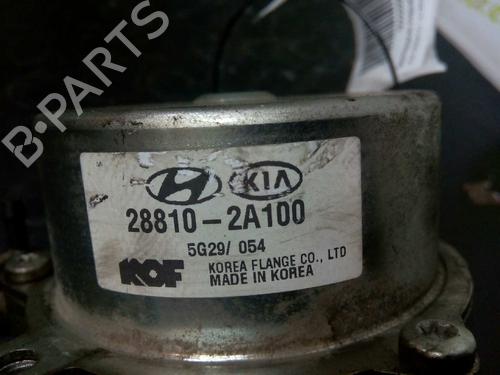 B-PARTS
KIA
28810-2A100
5G29/ 054
KOF KOREA FLANGE CO., LTD
MADE IN KOREA